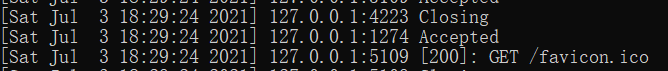 [Sat Jul  3 18:29:24 2021] 127.0.0.1:4223 Closing
[Sat Jul  3 18:29:24 2021] 127.0.0.1:1274 Accepted
[Sat Jul  3 18:29:24 2021] 127.0.0.1:5109 [200]: GET /favicon.ico